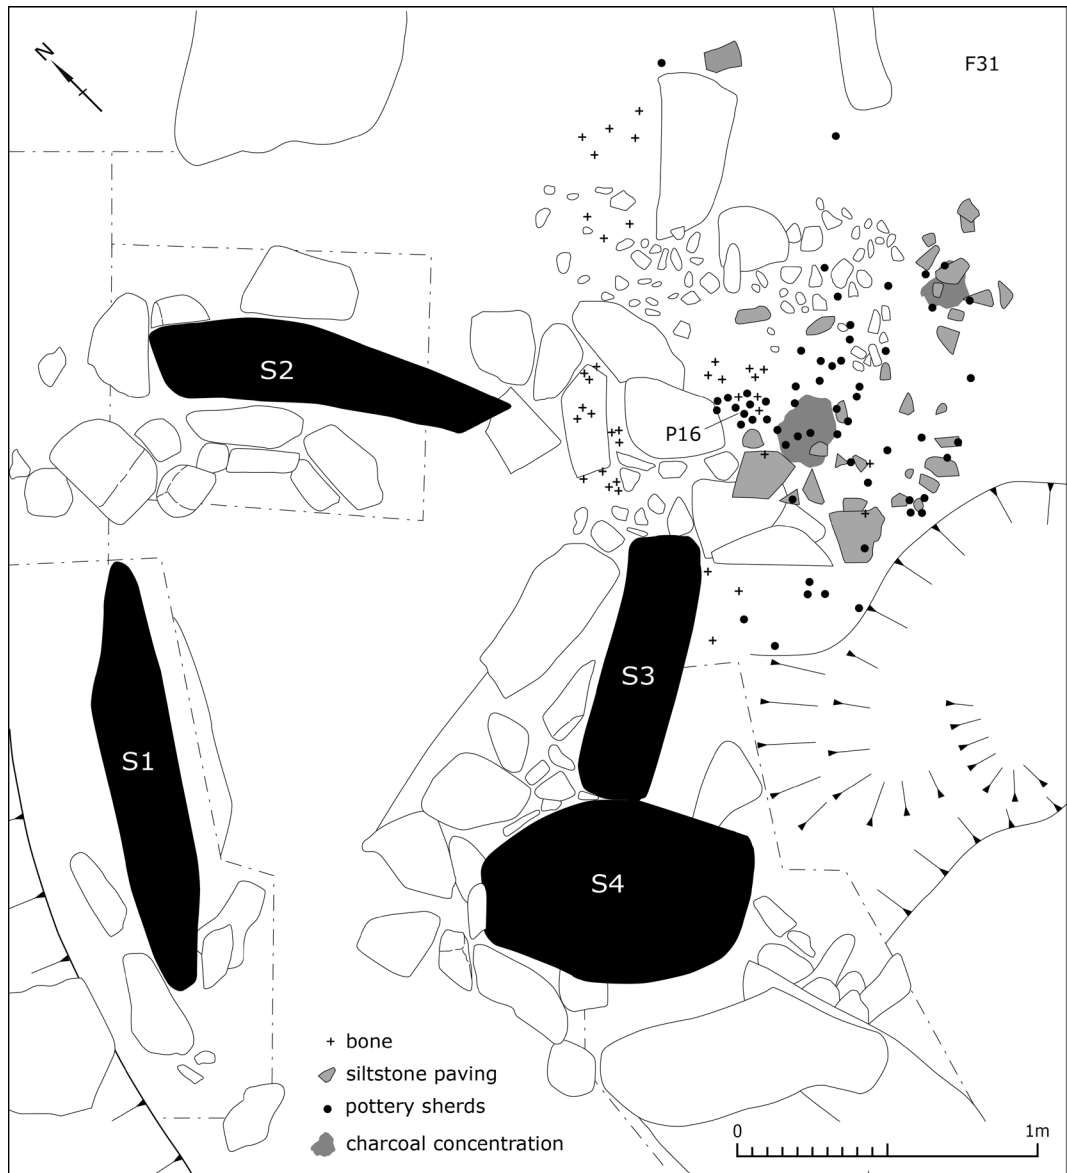 N
F31
S2
P16
S3
S1
S4
bone
siltstone paving
pottery sherds
charcoal concentration
0 1m